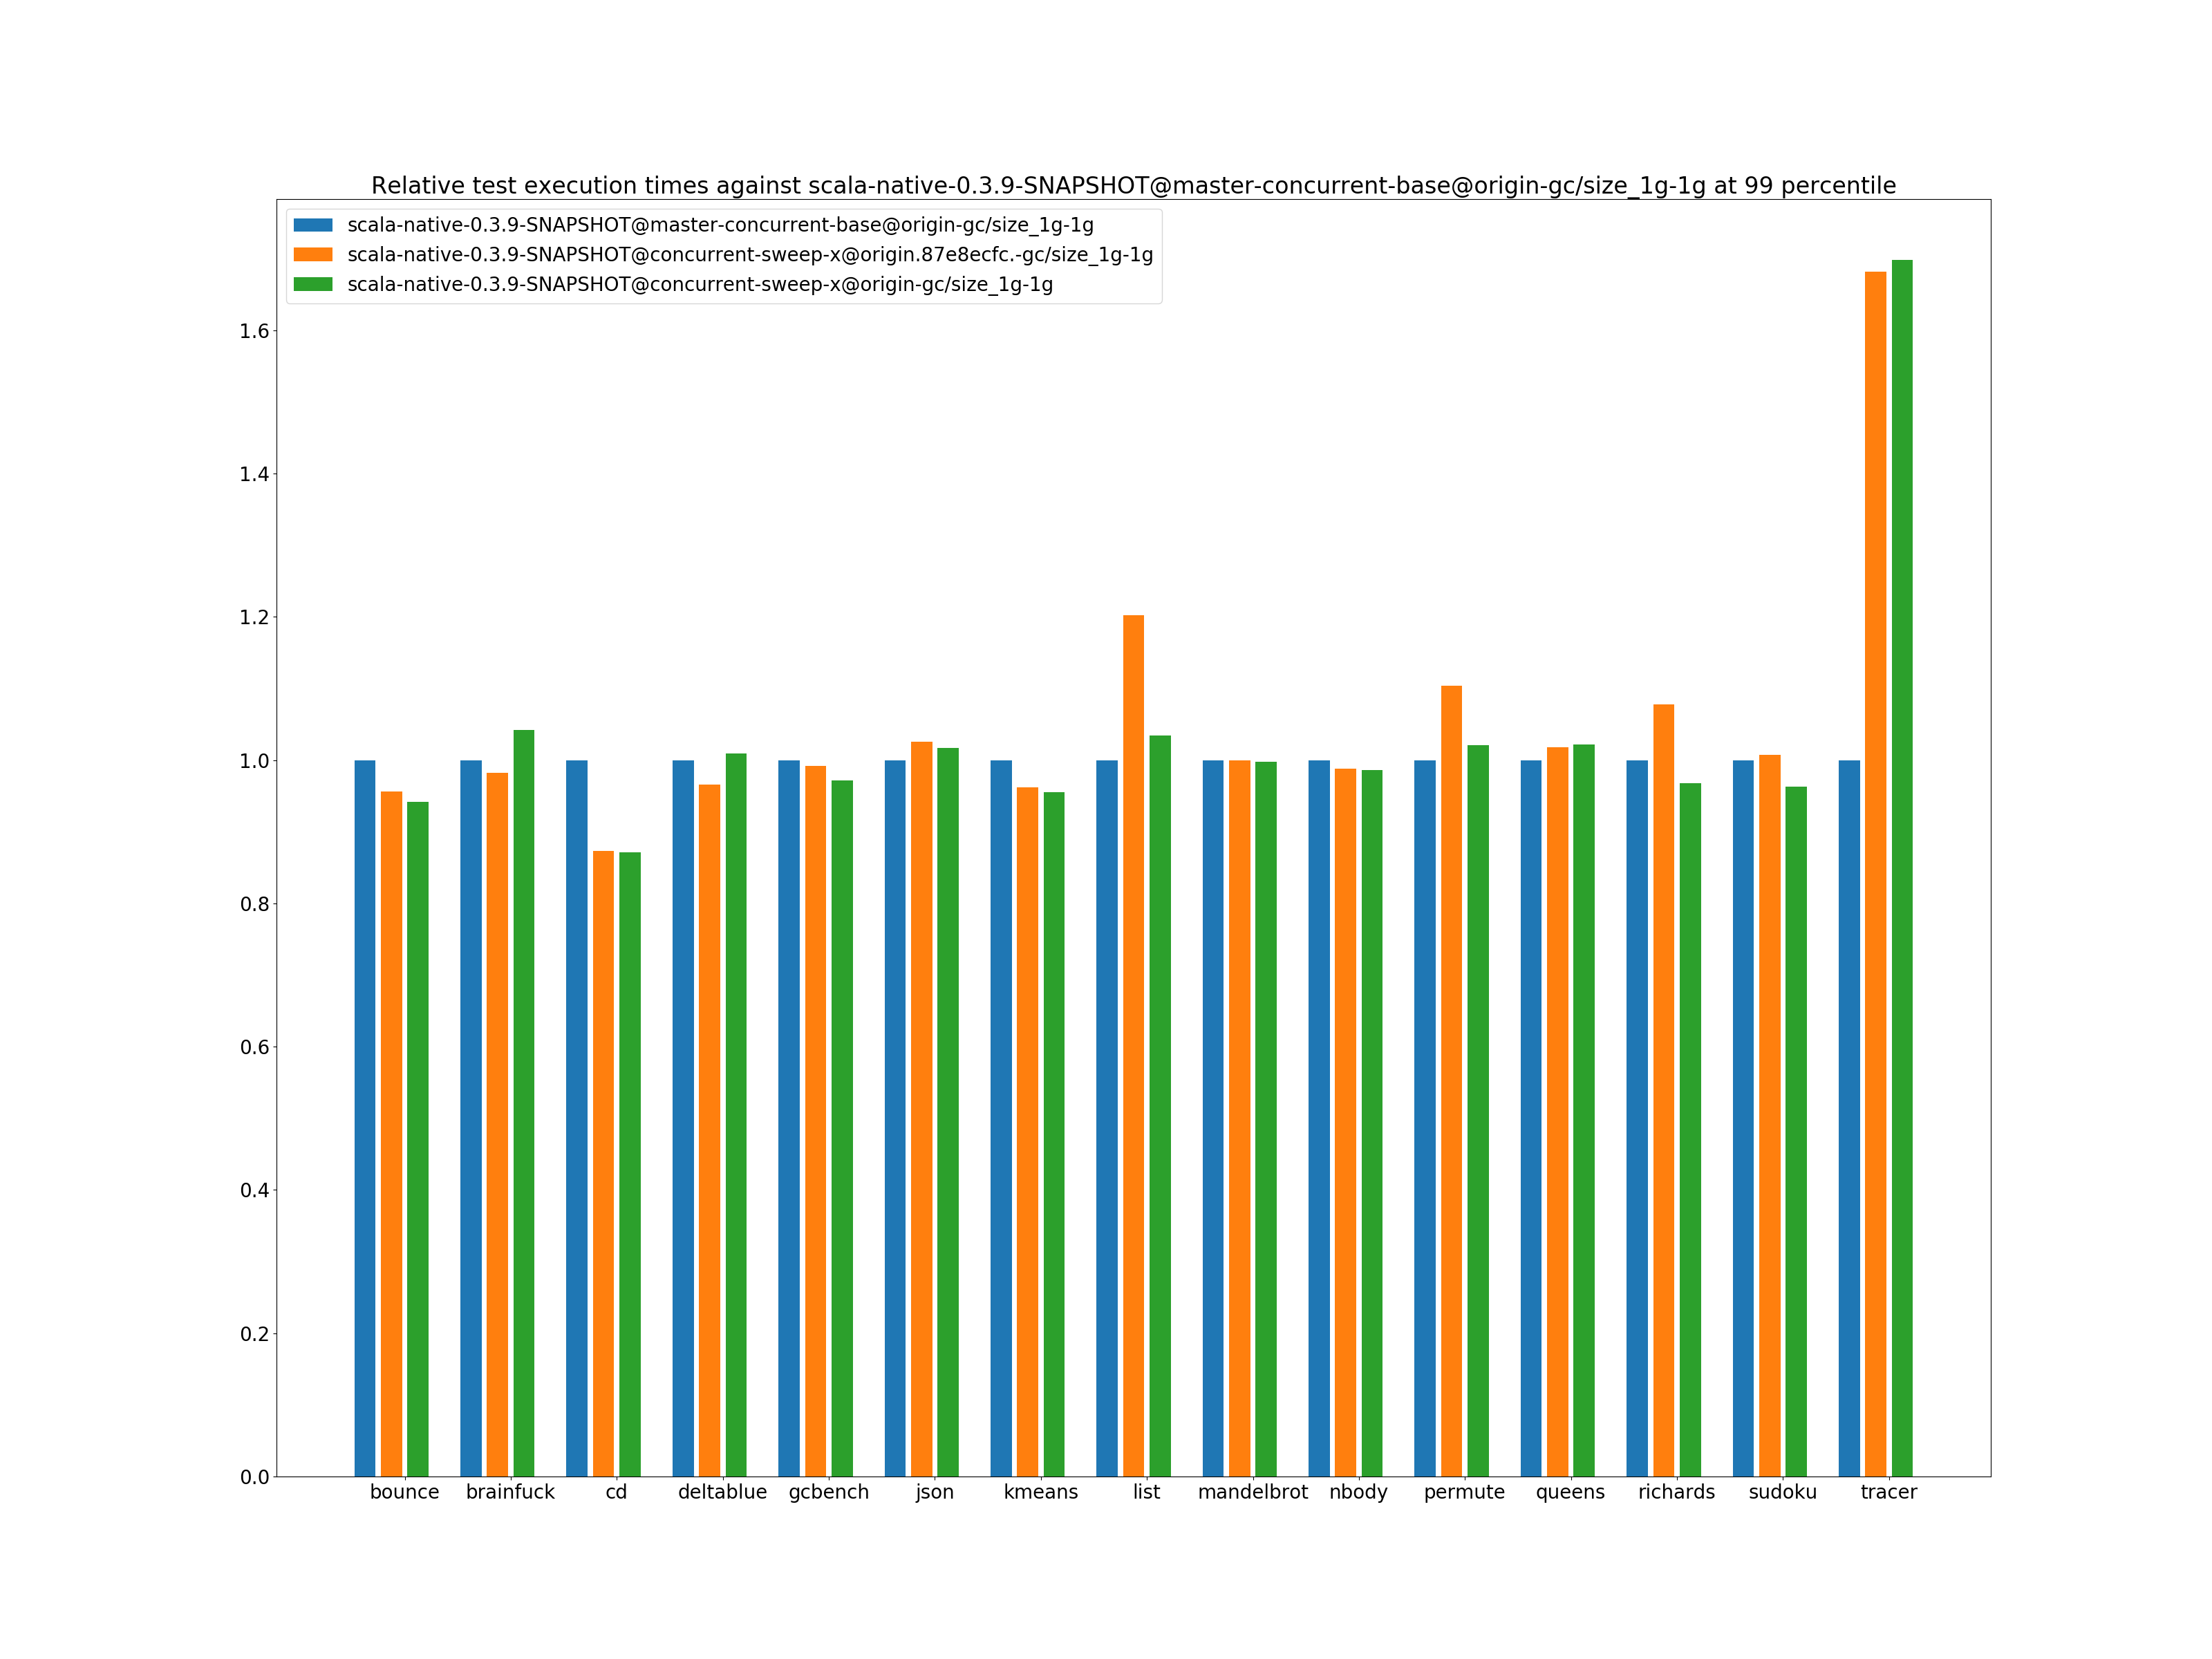 Relative test execution times against scala-native-0.3.9-SNAPSHOT@master-concurrent-base@origin-gc/size_1g-1g at 99 percentile
scala-native-0.3.9-SNAPSHOT@master-concurrent-base@origin-gc/size_1g-1g
scala-native-0.3.9-SNAPSHOT@concurrent-sweep-x@origin.87e8ecfc.-gc/size_1g-1g
scala-native-0.3.9-SNAPSHOT@concurrent-sweep-x@origin-gc/size_1g-1g
1.6
1.4
1.2
1.0
0.8
0.6
0.4
0.2
0.0
bounce brainfuck cd deltablue gcbench json kmeans list mandelbrot nbody permute queens richards sudoku tracer